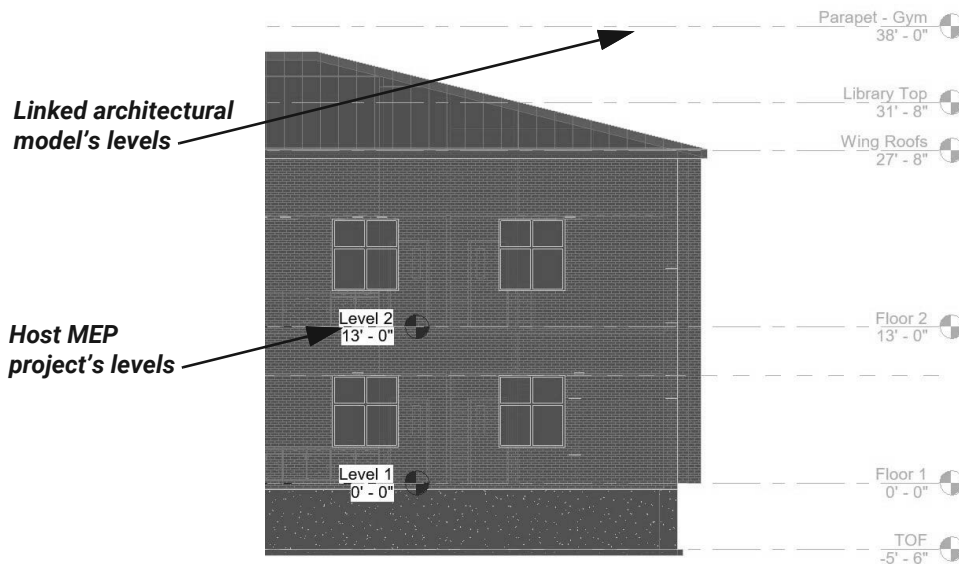 Parapet - Gym
38' - 0"
Linked architectural
model's levels
Library Top
31' - 8"
Wing Roofs
27' - 8"
Host MEP
project's levels
Level 2
13' - 0"
Floor 2
13' - 0"
Level 1
0' - 0"
Floor 1
0' - 0"
TOF
-5' - 6"